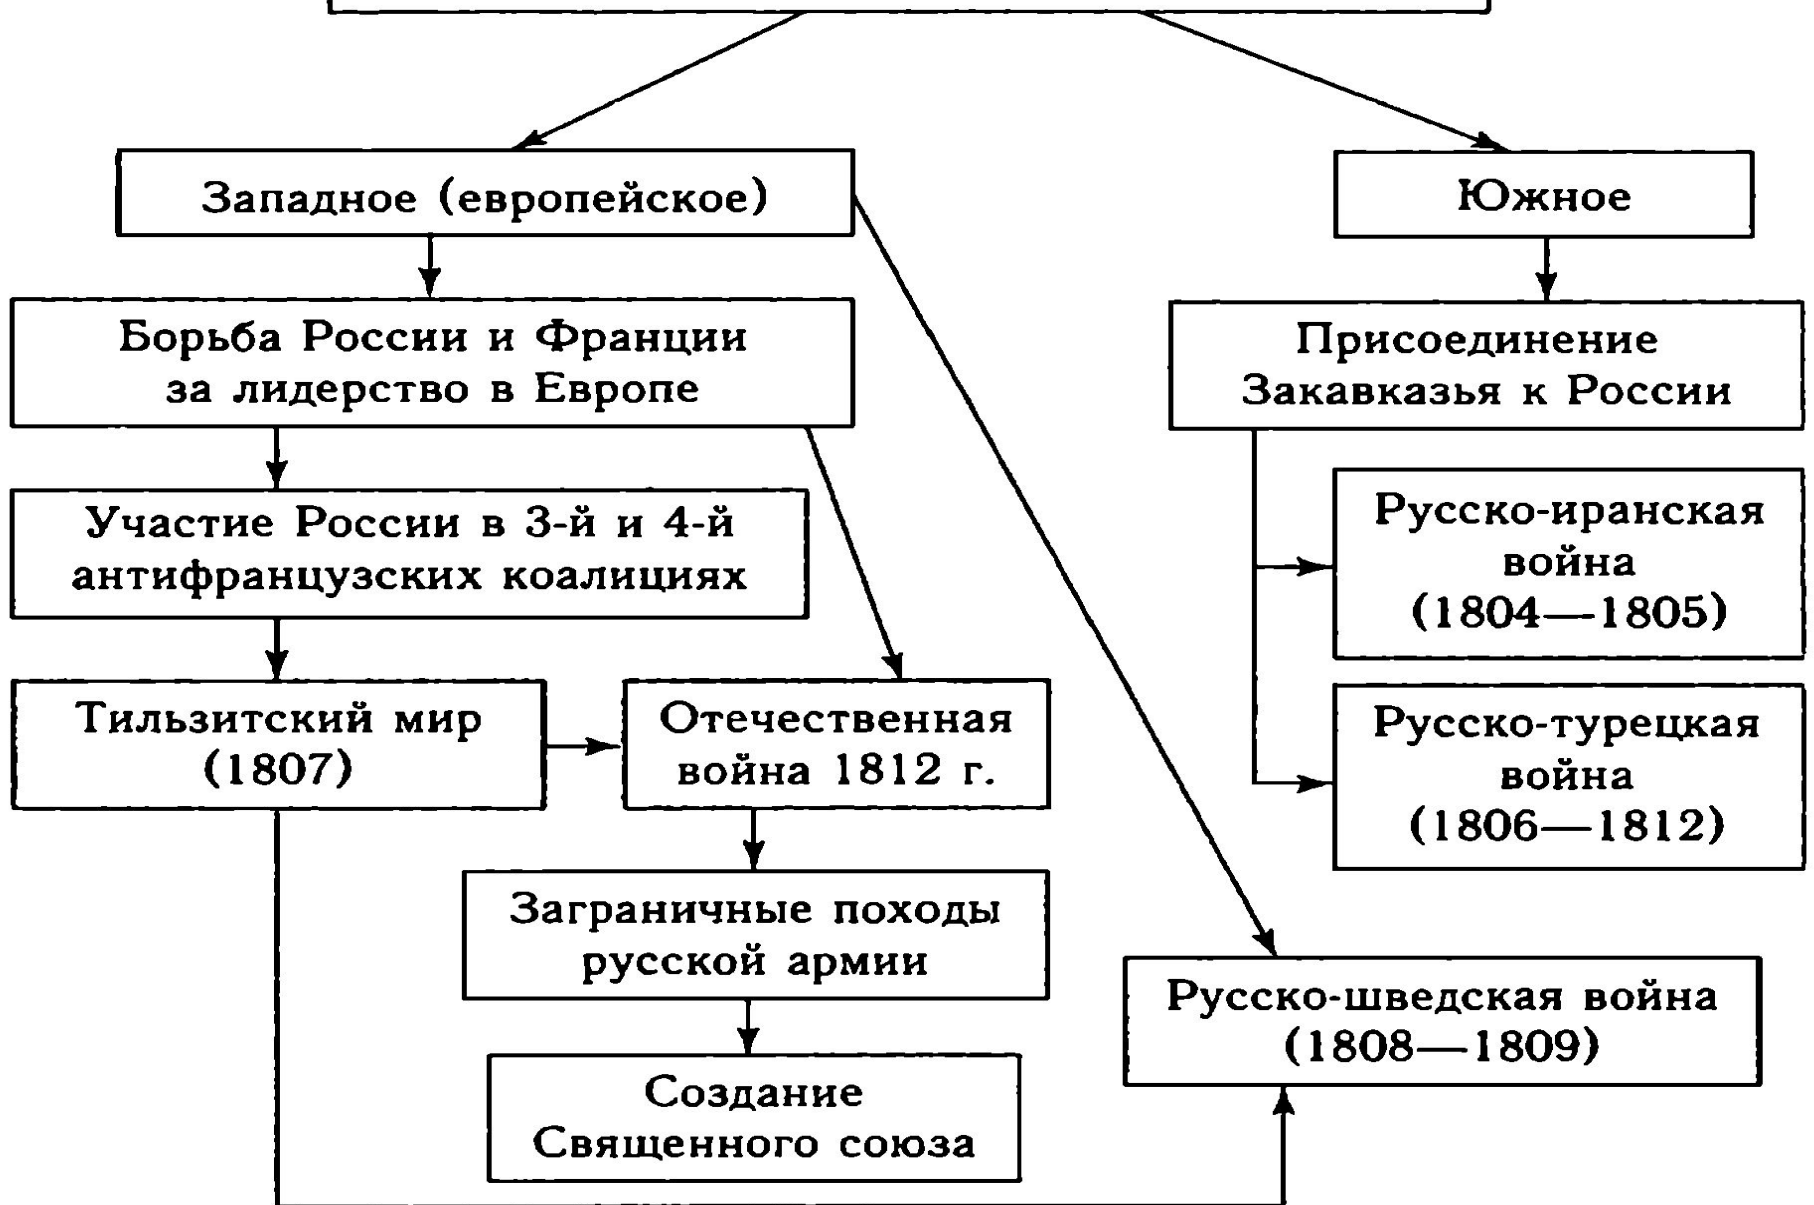 Западное (европейское)
Южное
Борьба России и Франции
за лидерство в Европе
Присоединение
Закавказья к России
Участие России в 3-й и 4-й
антифранцузских коалициях
Русско-иранская
война
(1804—1805)
Тильзитский мир
(1807)
Отечественная
война 1812 г.
Русско-турецкая
война
(1806—1812)
Заграничные походы
русской армии
Русско-шведская война
(1808—1809)
Создание
Священного союза